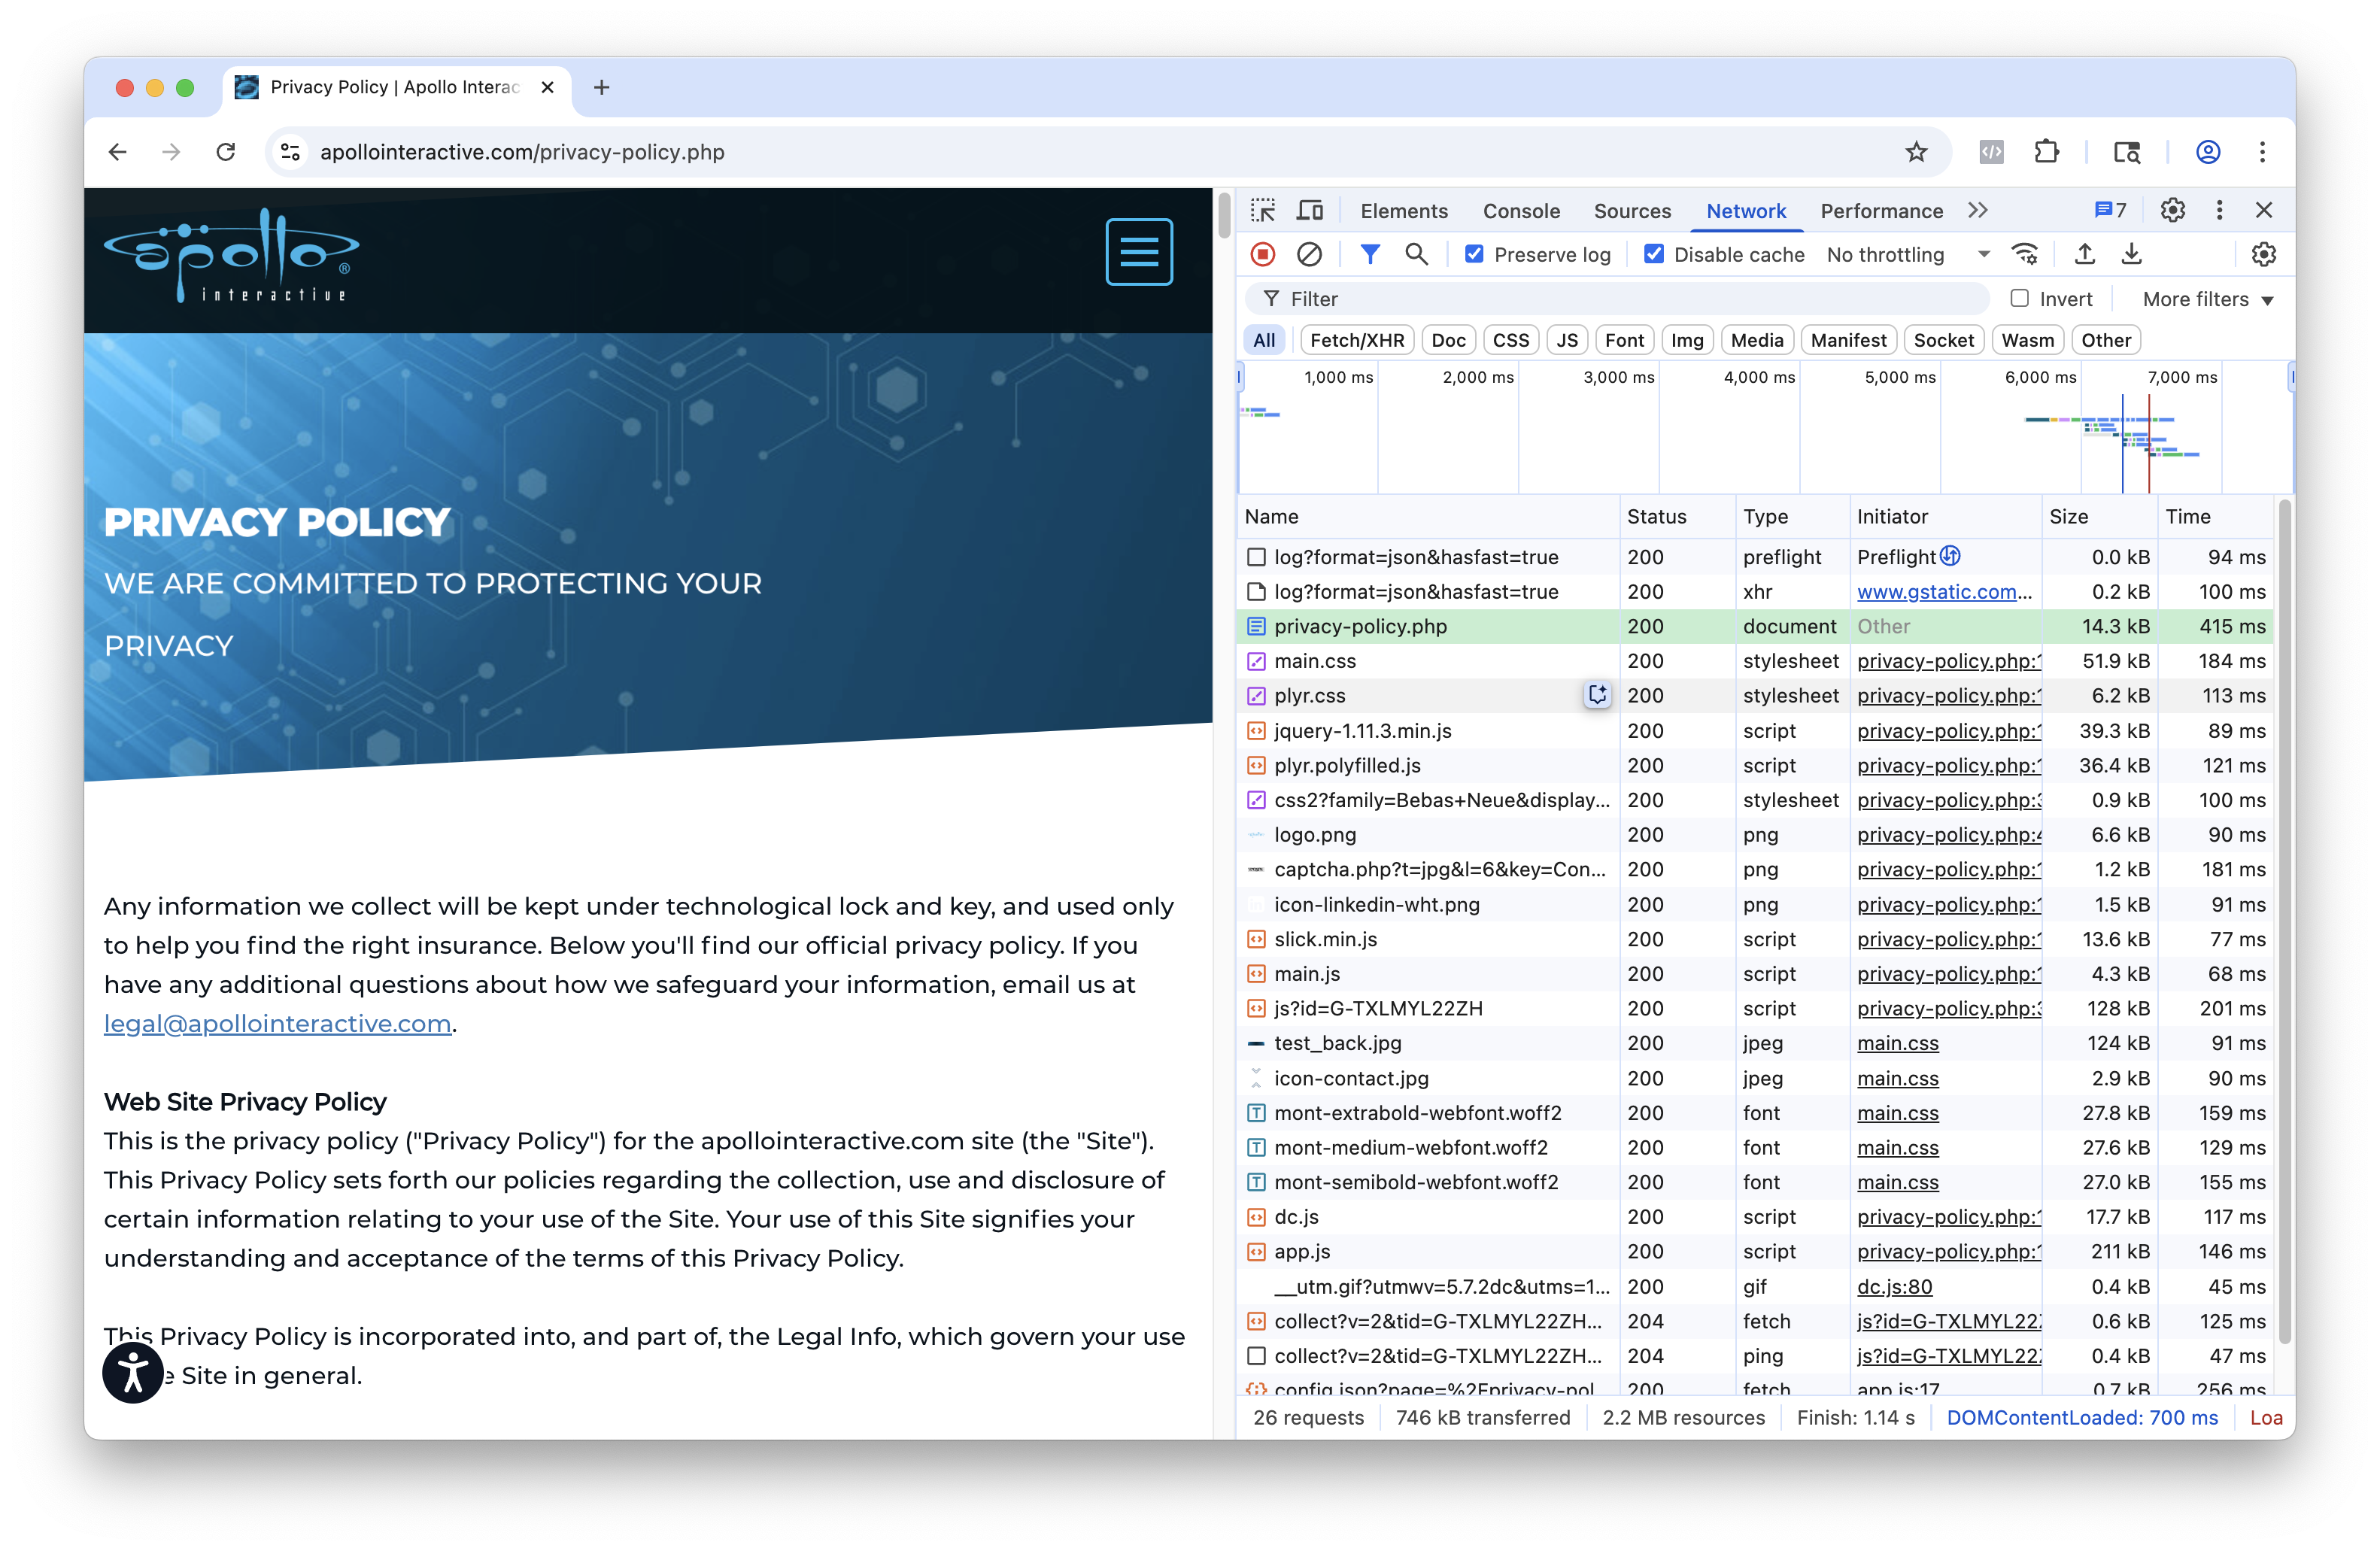 Privacy Policy | Apollo Interac
apollointeractive.com/privacy-policy.php
apollo®
interactive
PRIVACY POLICY
WE ARE COMMITTED TO PROTECTING YOUR
PRIVACY
Any information we collect will be kept under technological lock and key, and used only
to help you find the right insurance. Below you'll find our official privacy policy. If you
have any additional questions about how we safeguard your information, email us at
legal@apollointeractive.com.
Web Site Privacy Policy
This is the privacy policy ("Privacy Policy") for the apollointeractive.com site (the "Site").
This Privacy Policy sets forth our policies regarding the collection, use and disclosure of
certain information relating to your use of the Site. Your use of this Site signifies your
understanding and acceptance of the terms of this Privacy Policy.
This Privacy Policy is incorporated into, and part of, the Legal Info, which govern your use
e Site in general.
Elements Console Sources Network Performance 7
Preserve log Disable cache No throttling
Filter Invert More filters
All Fetch/XHR Doc CSS JS Font Img Media Manifest Socket Wasm Other
1,000 ms 2,000 ms 3,000 ms 4,000 ms 5,000 ms 6,000 ms 7,000 ms
Name Status Type Initiator Size Time
log?format=json&hasfast=true 200 preflight Preflight 0.0 kB 94 ms
log?format=json&hasfast=true 200 xhr www.gstatic.com... 0.2 kB 100 ms
privacy-policy.php 200 document Other 14.3 kB 415 ms
main.css 200 stylesheet privacy-policy.php:1 51.9 kB 184 ms
plyr.css 200 stylesheet privacy-policy.php:1 6.2 kB 113 ms
jquery-1.11.3.min.js 200 script privacy-policy.php:1 39.3 kB 89 ms
plyr.polyfilled.js 200 script privacy-policy.php:1 36.4 kB 121 ms
css2?family=Bebas+Neue&display... 200 stylesheet privacy-policy.php:3 0.9 kB 100 ms
logo.png 200 png privacy-policy.php:4 6.6 kB 90 ms
captcha.php?t=jpg&l=6&key=Con... 200 png privacy-policy.php:1 1.2 kB 181 ms
icon-linkedin-wht.png 200 png privacy-policy.php:1 1.5 kB 91 ms
slick.min.js 200 script privacy-policy.php:1 13.6 kB 77 ms
main.js 200 script privacy-policy.php:1 4.3 kB 68 ms
js?id=G-TXLMYL22ZH 200 script privacy-policy.php:3 128 kB 201 ms
test_back.jpg 200 jpeg main.css 124 kB 91 ms
icon-contact.jpg 200 jpeg main.css 2.9 kB 90 ms
mont-extrabold-webfont.woff2 200 font main.css 27.8 kB 159 ms
mont-medium-webfont.woff2 200 font main.css 27.6 kB 129 ms
mont-semibold-webfont.woff2 200 font main.css 27.0 kB 155 ms
dc.js 200 script privacy-policy.php:1 17.7 kB 117 ms
app.js 200 script privacy-policy.php:1 211 kB 146 ms
__utm.gif?utmwv=5.7.2dc&utms=1... 200 gif dc.js:80 0.4 kB 45 ms
collect?v=2&tid=G-TXLMYL22ZH... 204 fetch js?id=G-TXLMYL22 0.6 kB 125 ms
collect?v=2&tid=G-TXLMYL22ZH... 204 ping js?id=G-TXLMYL22 0.4 kB 47 ms
config.json?page=%2Fprivacy-pol 200 fetch app.js:17 0.7 kB 256 ms
26 requests 746 kB transferred 2.2 MB resources Finish: 1.14 s DOMContentLoaded: 700 ms Loa